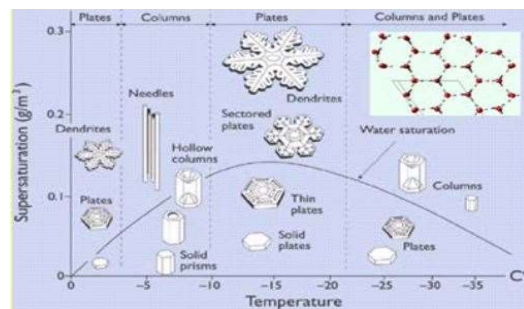 Plates
Columns
Plates
Columns and Plates
0.3
0.2
0.1
0
Supersaturation (g/m³)
Needles
Dendrites
Dendrites
Sectored
plates
Hollow
columns
Water saturation
Plates
Thin
plates
Columns
Solid
prisms
Solid
plates
Plates
0
−5
−10
−15
−20
−25
−30
−35
C
Temperature